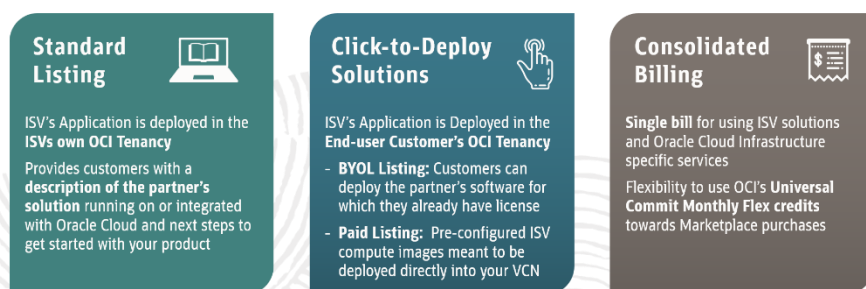 Standard
Listing
ISV's Application is deployed in the
ISVs own OCI Tenancy
Provides customers with a
description of the partner's
solution running on or integrated
with Oracle Cloud and next steps to
get started with your product
Click-to-Deploy
Solutions
ISV's Application is Deployed in the
End-user Customer's OCI Tenancy
- BYOL Listing: Customers can
deploy the partner's software for
which they already have license
- Paid Listing: Pre-configured ISV
compute images meant to be
deployed directly into your VCN
Consolidated
Billing
$
Single bill for using ISV solutions
and Oracle Cloud Infrastructure
specific services
Flexibility to use OCI's Universal
Commit Monthly Flex credits
towards Marketplace purchases